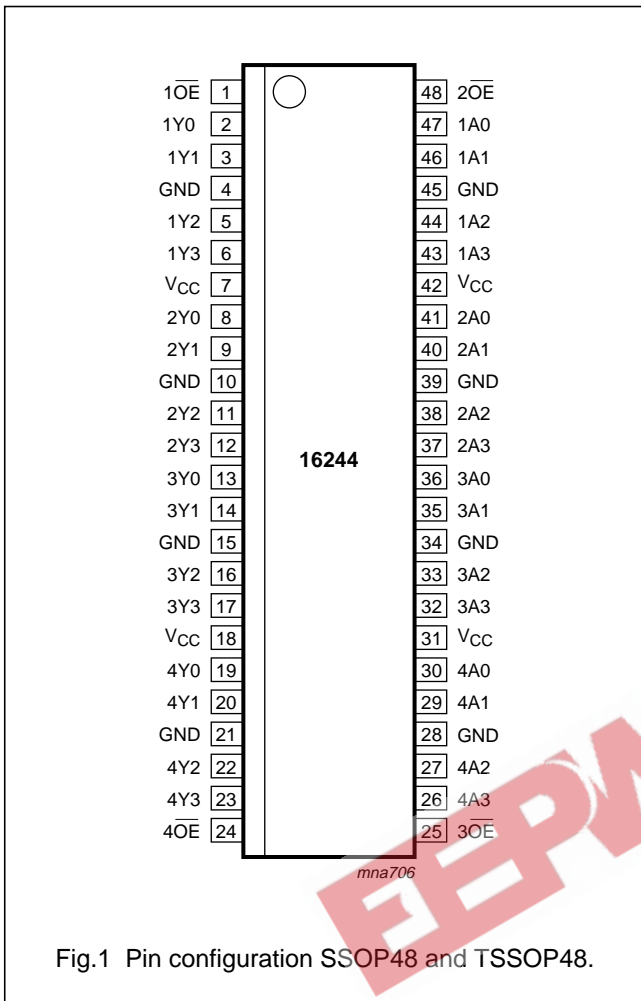 1O̅E̅ 1 48 2O̅E̅
1Y0 2 47 1A0
1Y1 3 46 1A1
GND 4 45 GND
1Y2 5 44 1A2
1Y3 6 43 1A3
VCC 7 42 VCC
2Y0 8 41 2A0
2Y1 9 40 2A1
GND 10 39 GND
2Y2 11 38 2A2
2Y3 12 37 2A3
16244
3Y0 13 36 3A0
3Y1 14 35 3A1
GND 15 34 GND
3Y2 16 33 3A2
3Y3 17 32 3A3
VCC 18 31 VCC
4Y0 19 30 4A0
4Y1 20 29 4A1
GND 21 28 GND
4Y2 22 27 4A2
4Y3 23 26 4A3
4O̅E̅ 24 25 3O̅E̅
mna706
EEPW
Fig.1 Pin configuration SSOP48 and TSSOP48.